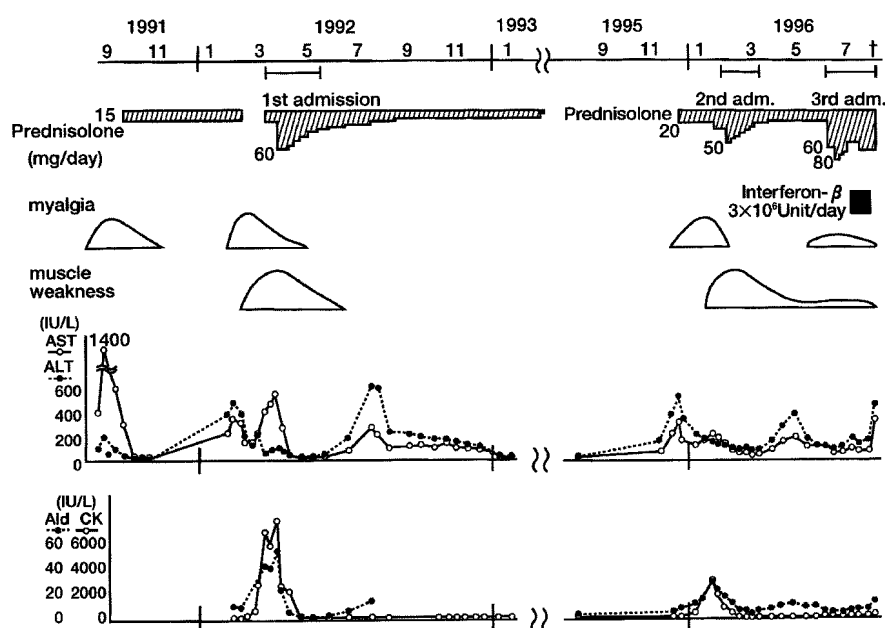 1991 1992 1993 1995 1996
9 11 1 3 5 7 9 11 1 9 11 1 3 5 7 †
1st admission 2nd adm. 3rd adm.
15 Prednisolone
Prednisolone 20
(mg/day) 60 50 60
80
Interferon-β
3×10⁶Unit/day
myalgia
muscle
weakness
(IU/L)
AST 1400
ALT
600
400
200
0
(IU/L)
Ald CK
60 6000
40 4000
20 2000
0 0